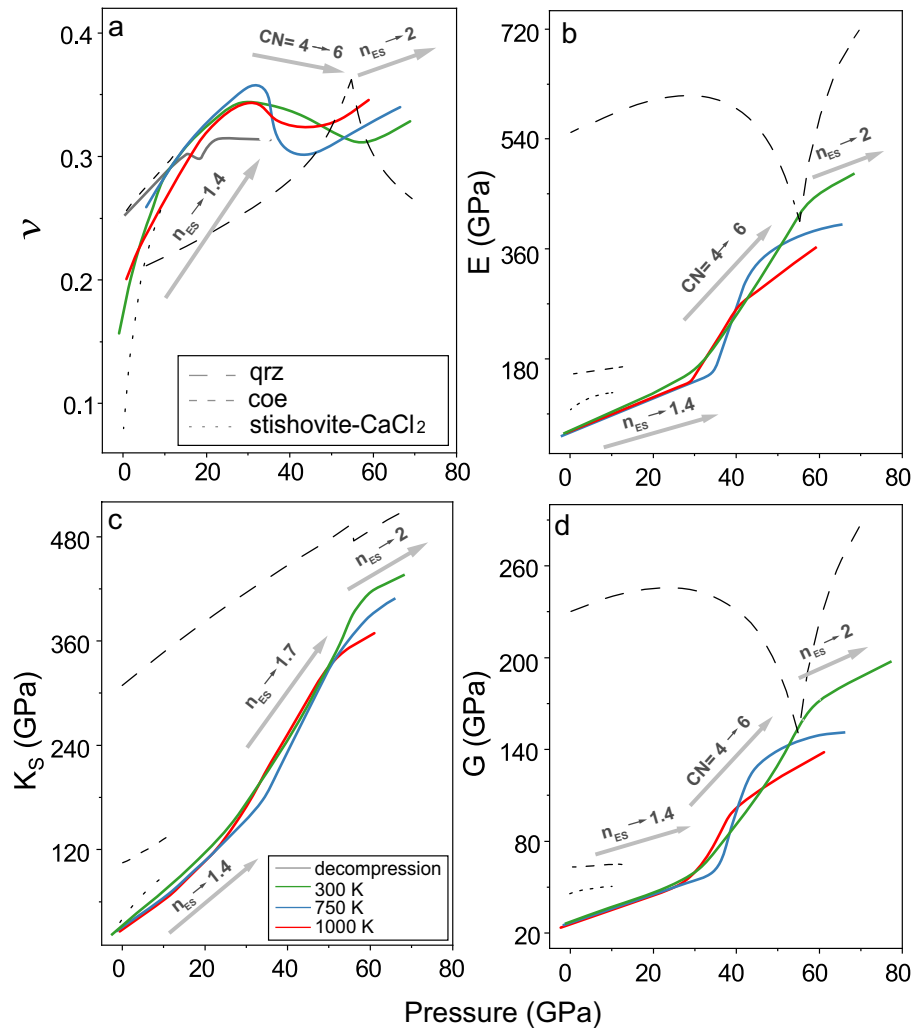 a
0.4
0.3
0.2
0.1
ν
CN= 4→6
nES→2
nES→1.4
qrz
coe
stishovite-CaCl2
0 20 40 60 80
b
720
540
360
180
E (GPa)
nES→2
CN= 4→6
nES→1.4
0 20 40 60 80
c
480
360
240
120
KS (GPa)
nES→2
nES→1.7
nES→1.4
decompression
300 K
750 K
1000 K
0 20 40 60 80
d
260
200
140
80
20
G (GPa)
nES→2
CN= 4→6
nES→1.4
0 20 40 60 80
Pressure (GPa)